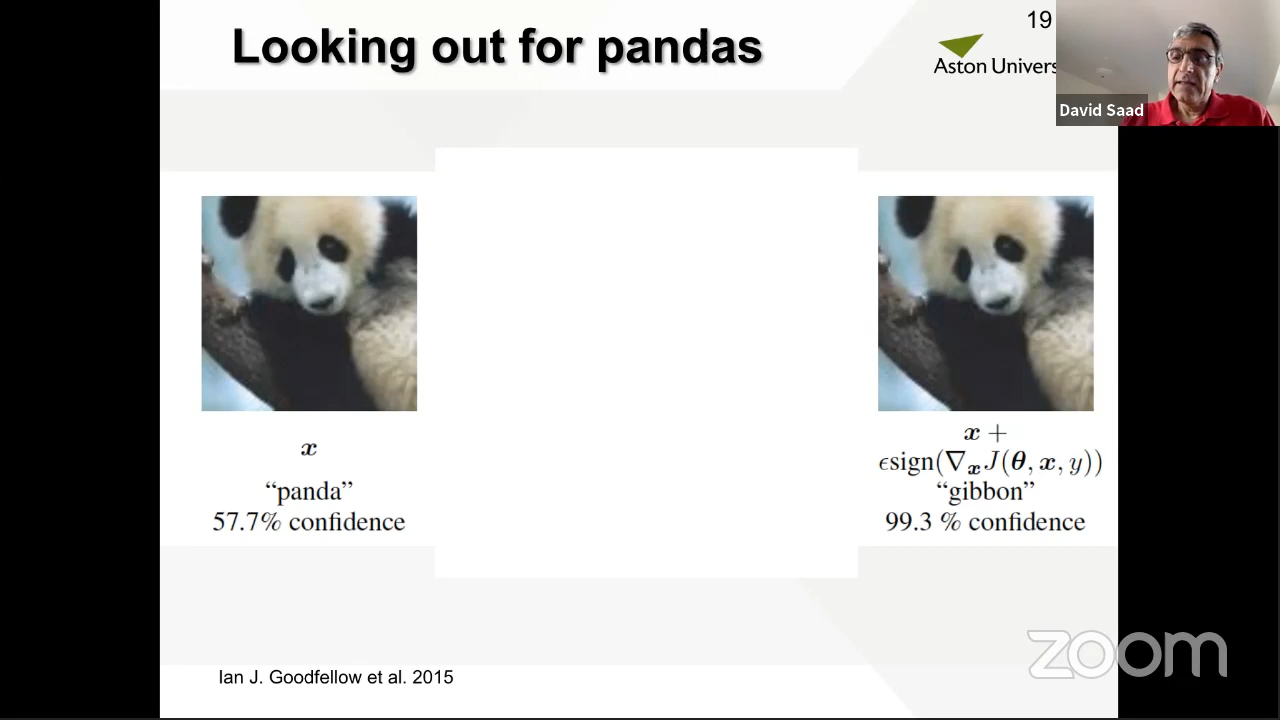 Looking out for pandas
19
Aston Univers
David Saad
x
"panda"
57.7% confidence
x +
ϵsign(∇xJ(θ, x, y))
"gibbon"
99.3 % confidence
Ian J. Goodfellow et al. 2015
zoom